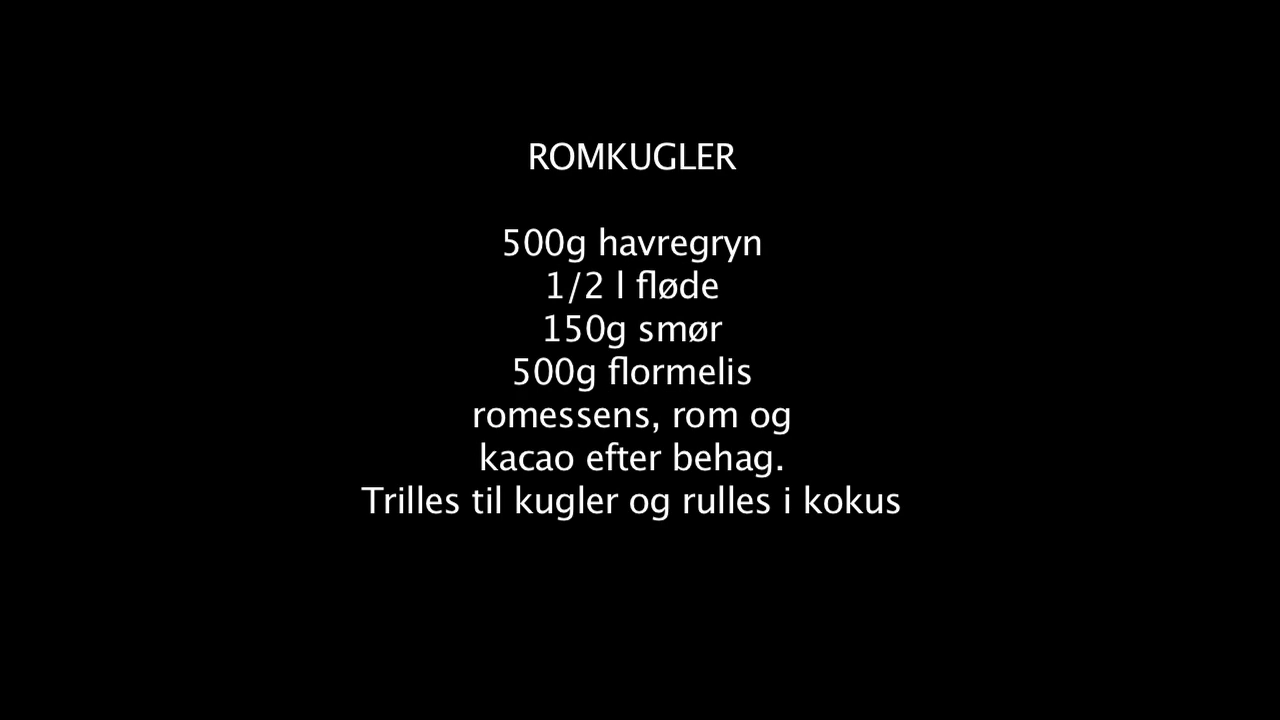 ROMKUGLER
500g havregryn
1/2 l fløde
150g smør
500g flormelis
romessens, rom og
kacao efter behag.
Trilles til kugler og rulles i kokus